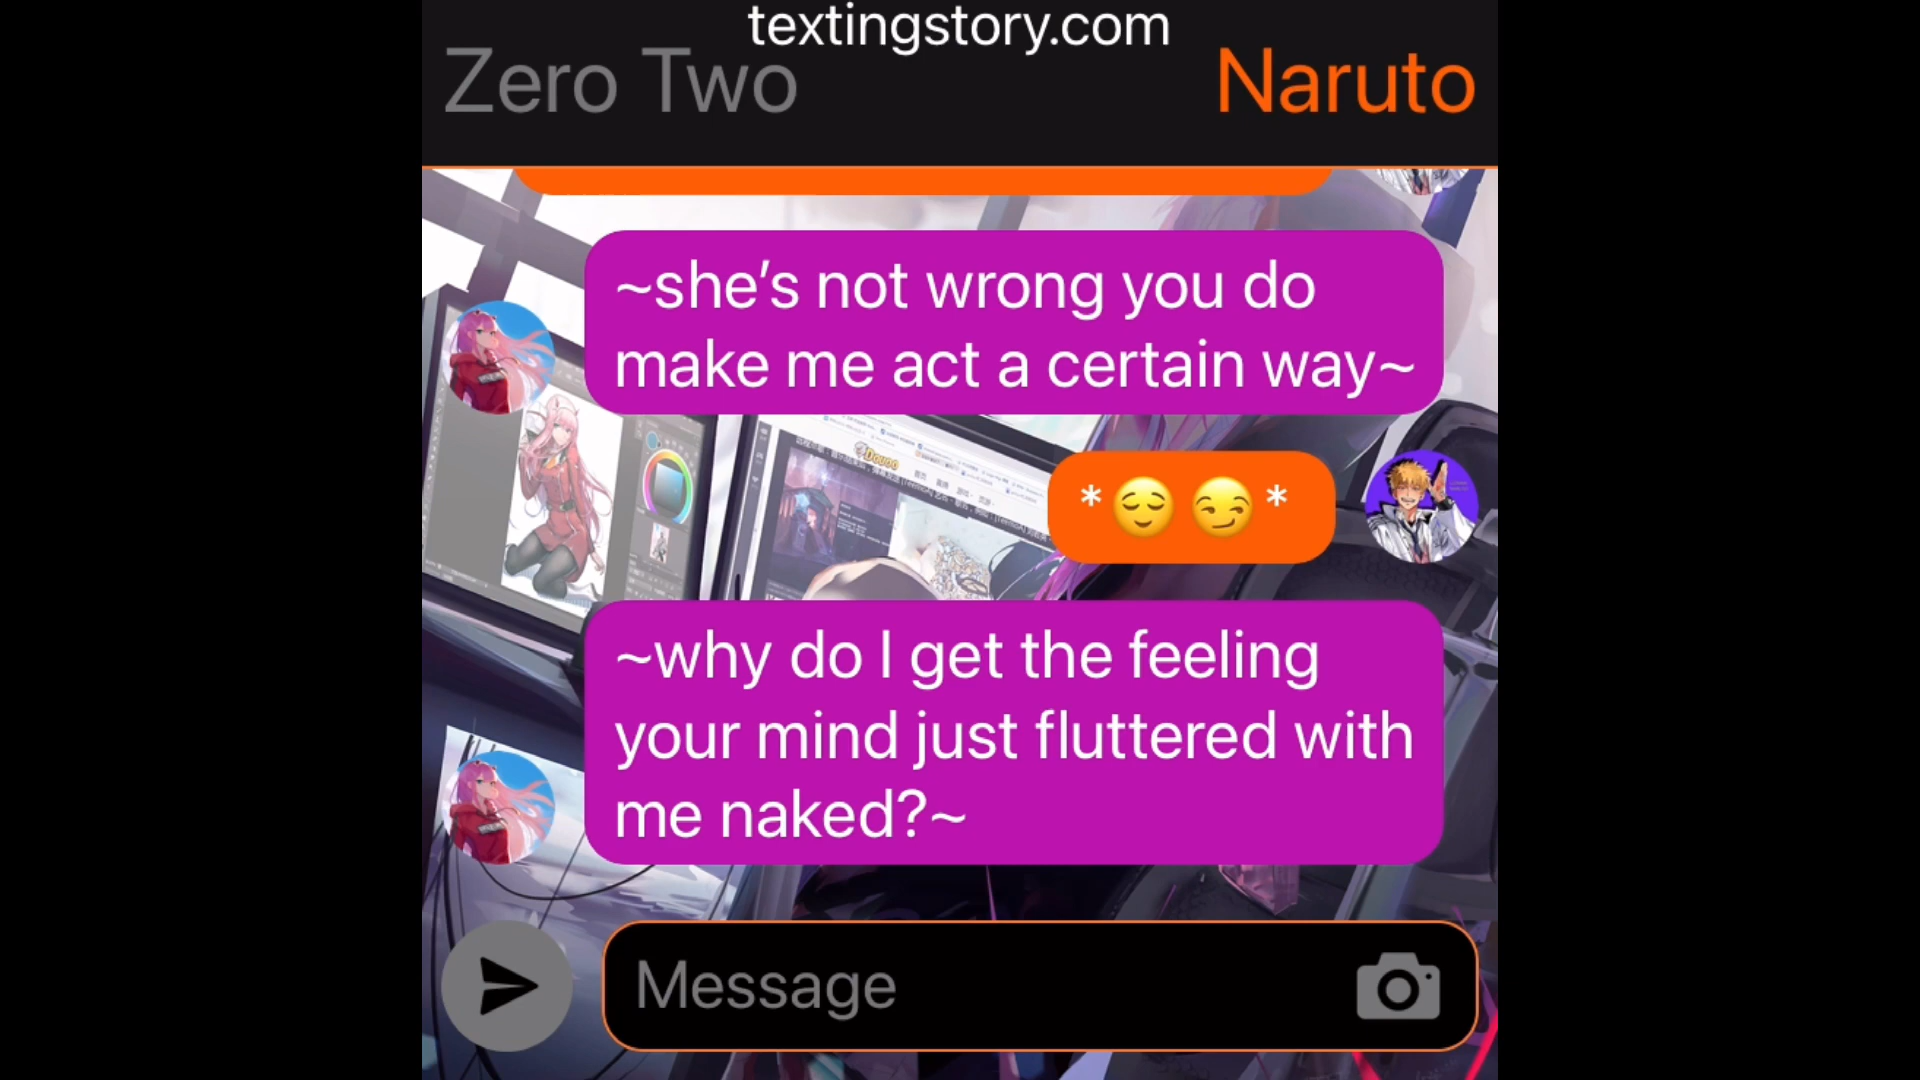 textingstory.com
Zero Two
Naruto
~she's not wrong you do
make me act a certain way~
*😌 😏*
~why do I get the feeling
your mind just fluttered with
me naked?~
Message